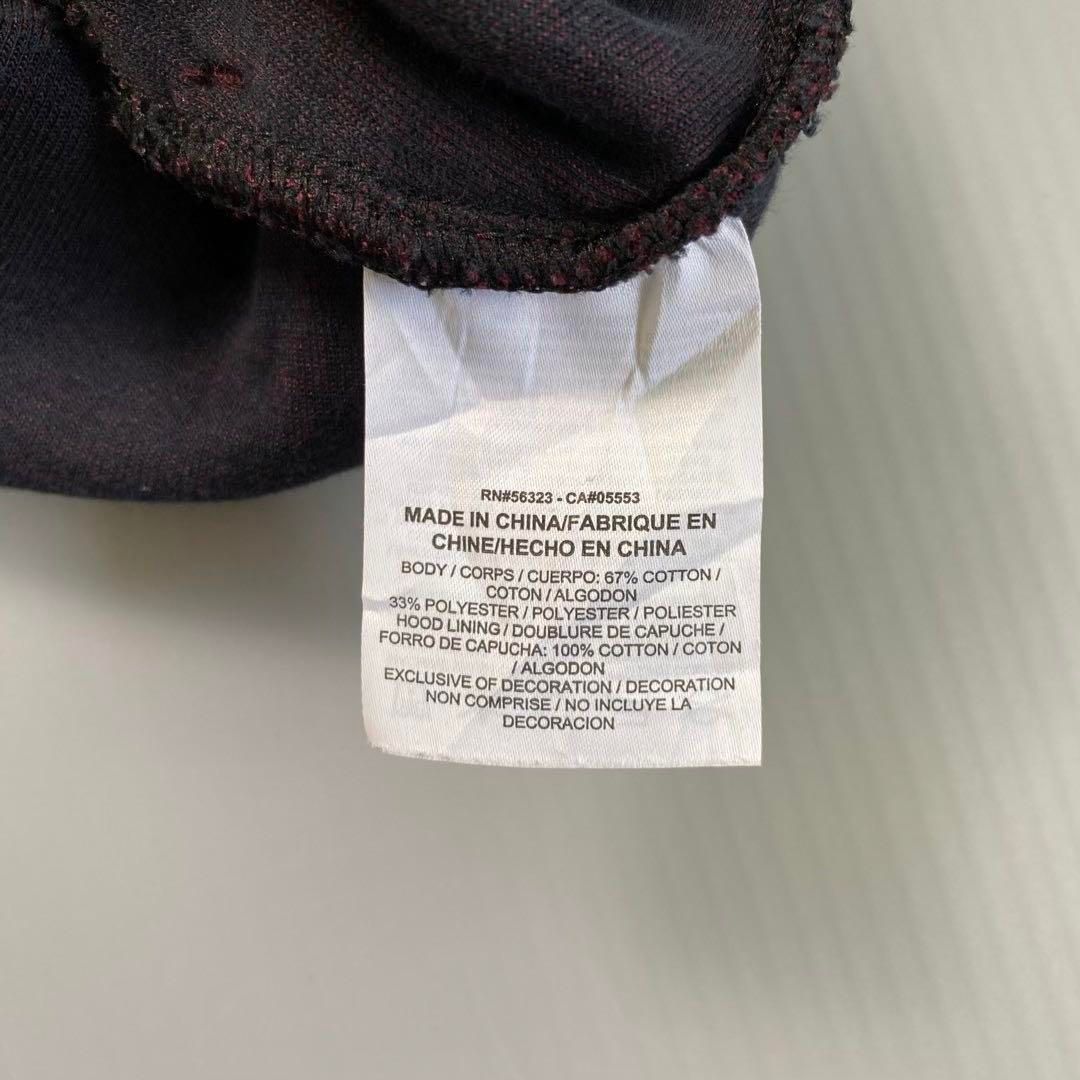 RN#56323 - CA#05553
MADE IN CHINA/FABRIQUE EN
CHINE/HECHO EN CHINA
BODY / CORPS / CUERPO: 67% COTTON /
COTON / ALGODON
33% POLYESTER / POLYESTER / POLIESTER
HOOD LINING / DOUBLURE DE CAPUCHE /
FORRO DE CAPUCHA: 100% COTTON / COTON
/ ALGODON
EXCLUSIVE OF DECORATION / DECORATION
NON COMPRISE / NO INCLUYE LA
DECORACION